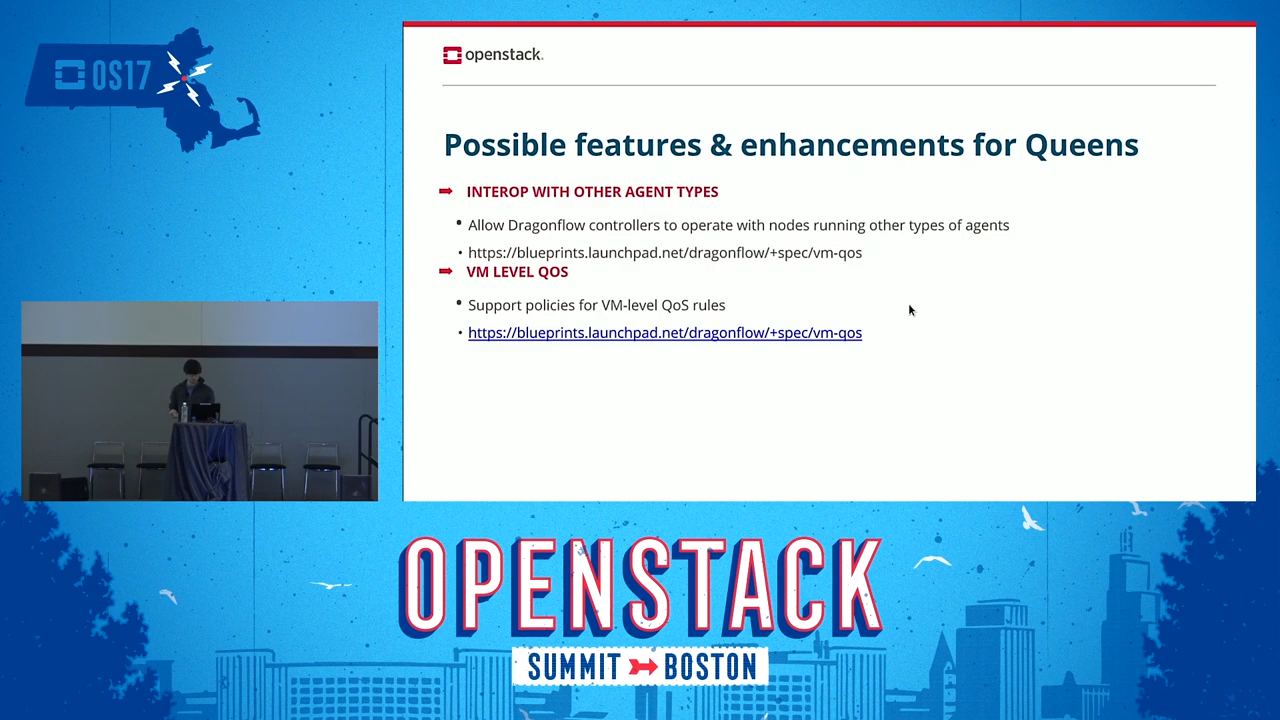 OS17
openstack.
Possible features & enhancements for Queens
INTEROP WITH OTHER AGENT TYPES
• Allow Dragonflow controllers to operate with nodes running other types of agents
• https://blueprints.launchpad.net/dragonflow/+spec/vm-qos
VM LEVEL QOS
• Support policies for VM-level QoS rules
• https://blueprints.launchpad.net/dragonflow/+spec/vm-qos
OPENSTACK
SUMMIT BOSTON